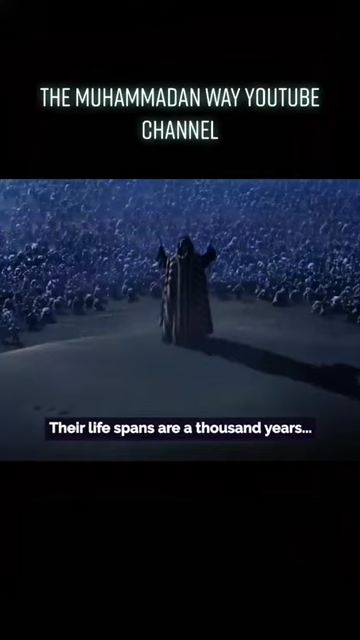 THE MUHAMMADAN WAY YOUTUBE
CHANNEL
Their life spans are a thousand years...